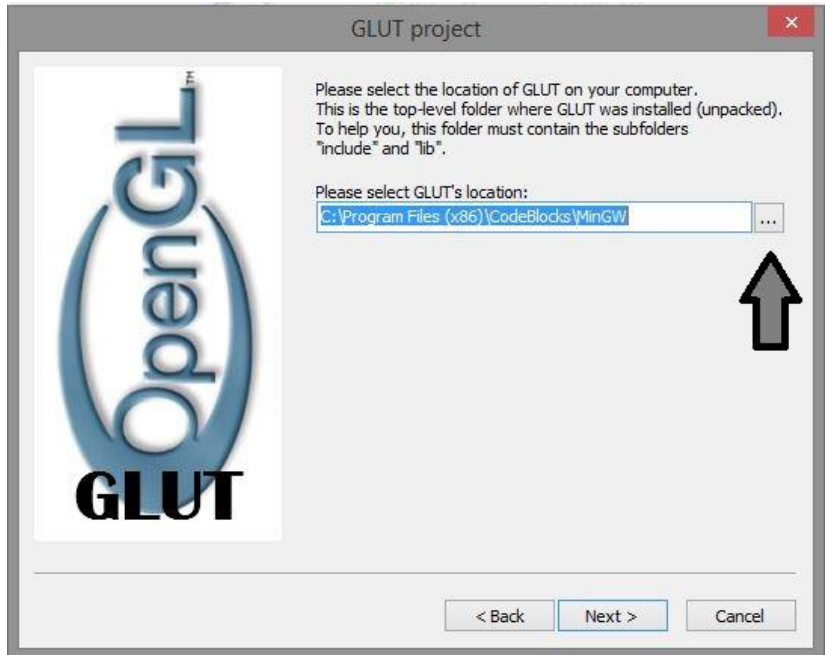 GLUT project
OpenGL™
GLUT
Please select the location of GLUT on your computer.
This is the top-level folder where GLUT was installed (unpacked).
To help you, this folder must contain the subfolders
"include" and "lib".
Please select GLUT's location:
C:\Program Files (x86)\CodeBlocks\MinGW
...
< Back
Next >
Cancel